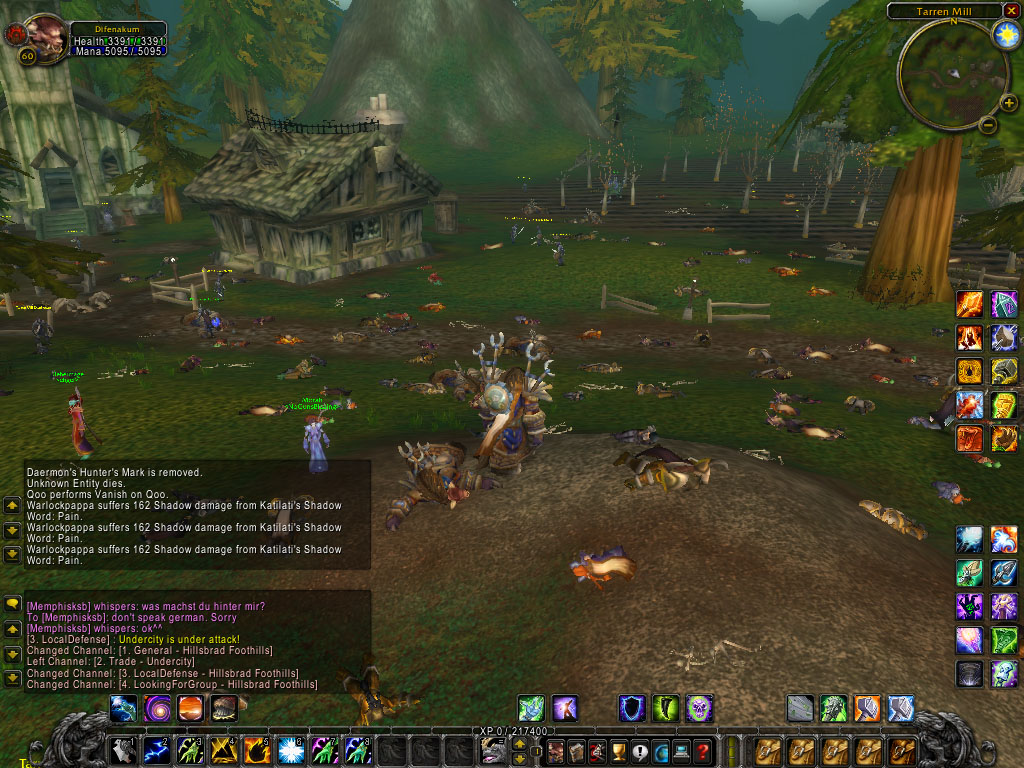 Tarren Mill
N
Difenakum
Health 3391 / 3391
Mana 5095 / 5095
60
Morah
Daermon's Hunter's Mark is removed.
Unknown Entity dies.
Qoo performs Vanish on Qoo.
Warlockpappa suffers 162 Shadow damage from Katilati's Shadow
Word: Pain.
Warlockpappa suffers 162 Shadow damage from Katilati's Shadow
Word: Pain.
Warlockpappa suffers 162 Shadow damage from Katilati's Shadow
Word: Pain.
[Memphisksb] whispers: was machst du hinter mir?
To [Memphisksb]: don't speak german. Sorry
[Memphisksb] whispers: ok^^
[3. LocalDefense] : Undercity is under attack!
Changed Channel: [1. General - Hillsbrad Foothills]
Left Channel: [2. Trade - Undercity]
Changed Channel: [3. LocalDefense - Hillsbrad Foothills]
Changed Channel: [4. LookingForGroup - Hillsbrad Foothills]
XP 0 / 217400